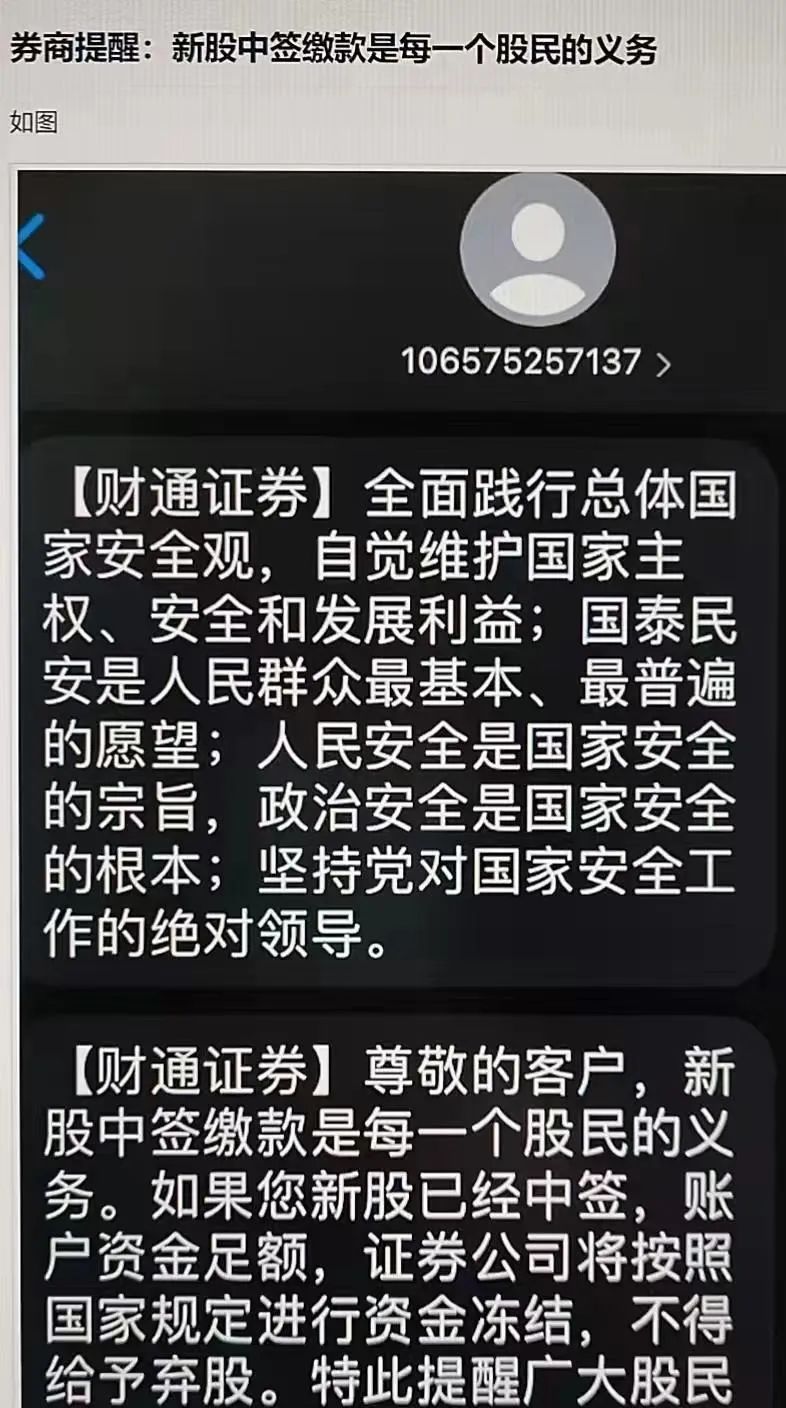 券商提醒：新股中签缴款是每一个股民的义务
如图
106575257137
【财通证券】全面践行总体国
家安全观，自觉维护国家主
权、安全和发展利益；国泰民
安是人民群众最基本、最普遍
的愿望；人民安全是国家安全
的宗旨，政治安全是国家安全
的根本；坚持党对国家安全工
作的绝对领导。
【财通证券】尊敬的客户，新
股中签缴款是每一个股民的义
务。如果您新股已经中签，账
户资金足额，证券公司将按照
国家规定进行资金冻结，不得
给予弃股。特此提醒广大股民